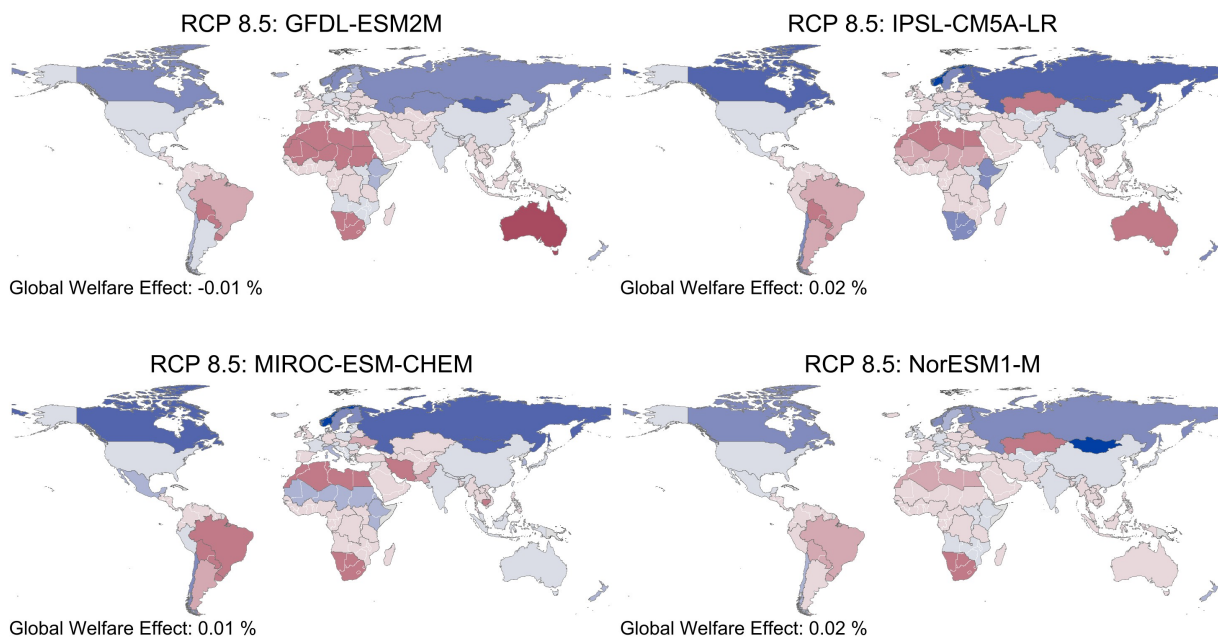 RCP 8.5: GFDL-ESM2M
RCP 8.5: IPSL-CM5A-LR
Global Welfare Effect: -0.01 %
Global Welfare Effect: 0.02 %
RCP 8.5: MIROC-ESM-CHEM
RCP 8.5: NorESM1-M
Global Welfare Effect: 0.01 %
Global Welfare Effect: 0.02 %